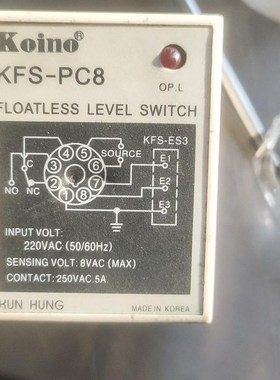 Koino®
KFS-PC8
OP.L
FLOATLESS LEVEL SWITCH
KFS-ES3
SOURCE
4 5
3 6
2 7
1 8
C
NO NC
E1
E2
E3
INPUT VOLT:
220VAC (50/60Hz)
SENSING VOLT: 8VAC (MAX)
CONTACT: 250VAC.5A.
KUN HUNG
MADE IN KOREA